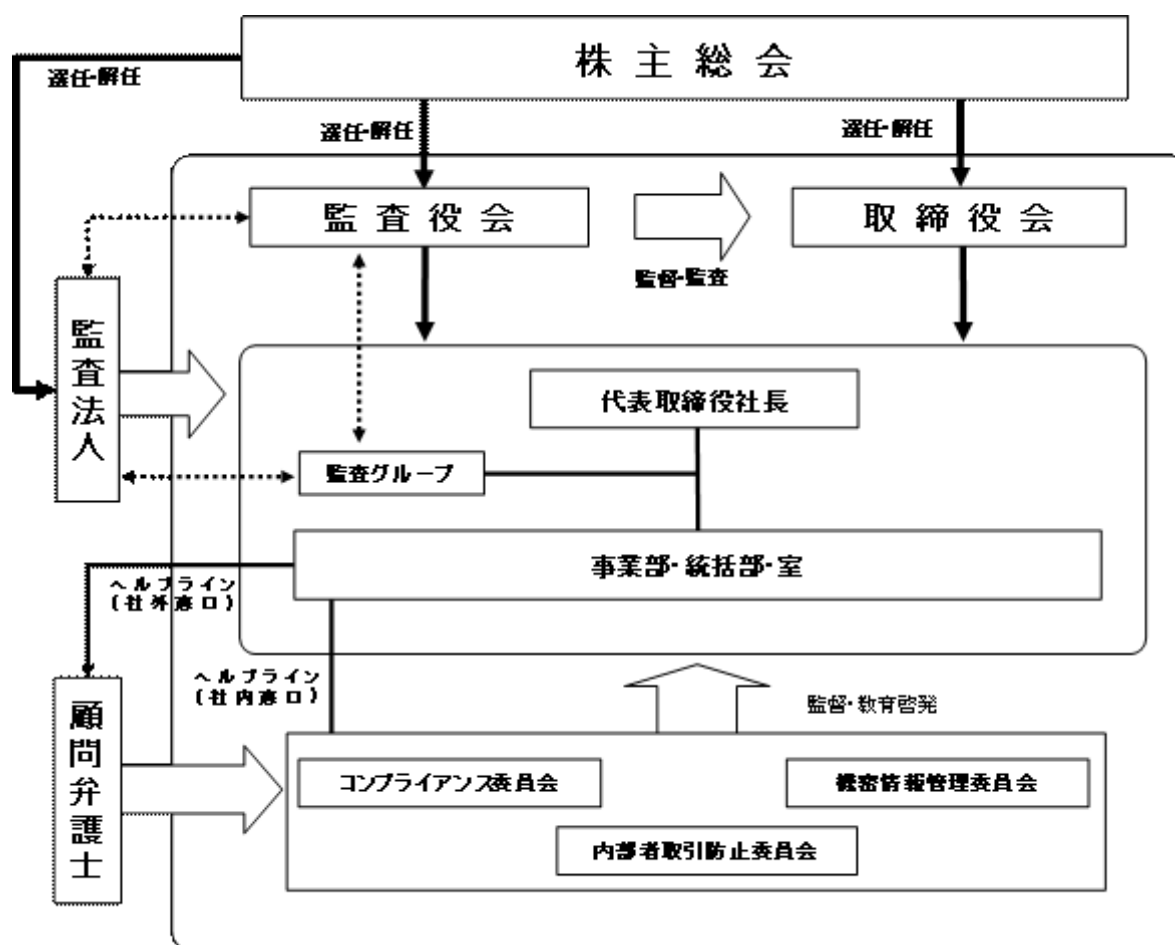 株主総会
選任・解任
選任・解任
選任・解任
監査役会
取締役会
監督・監査
監査法人
代表取締役社長
監査グループ
事業部・統括部・室
ヘルプライン
(社外窓口)
ヘルプライン
(社内窓口)
監督・教育啓発
顧問弁護士
コンプライアンス委員会
機密情報管理委員会
内部者取引防止委員会